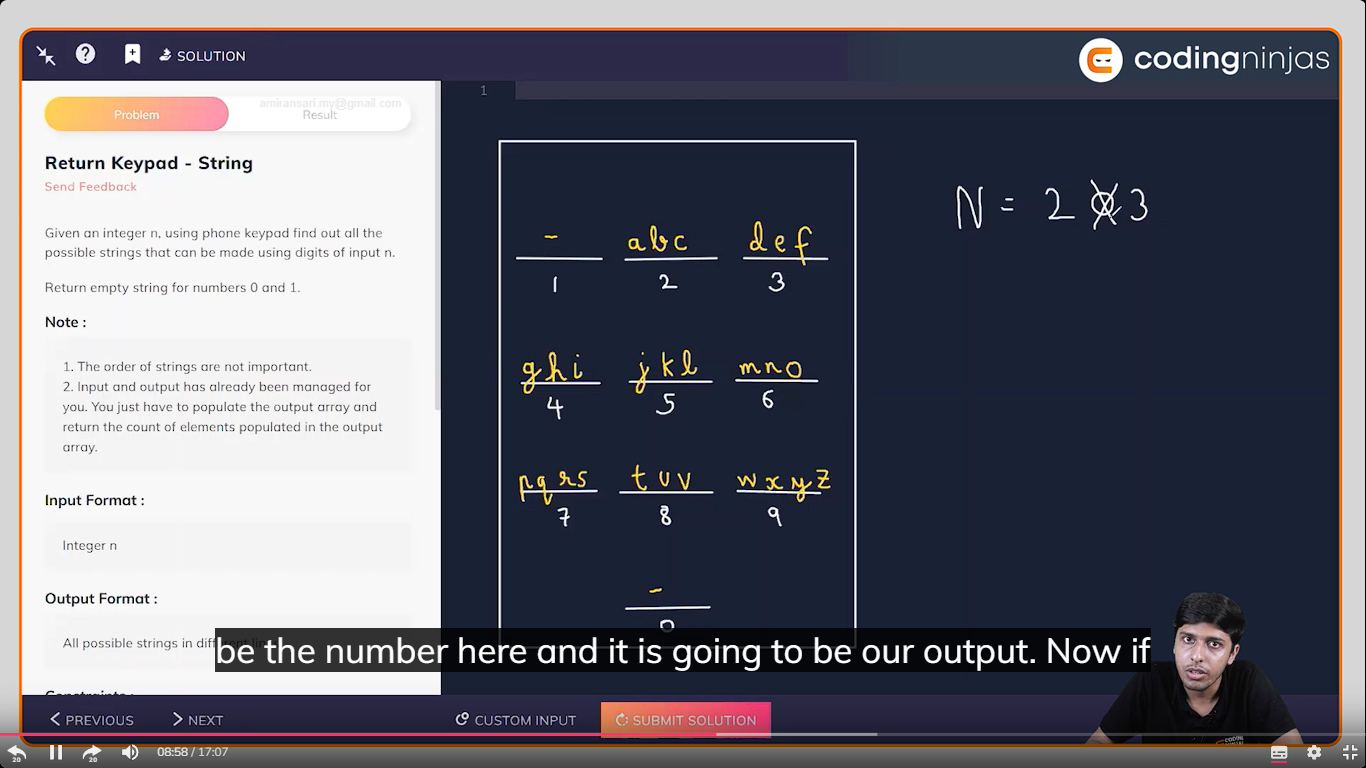 SOLUTION
codingninjas
amiransari.my@gmail.com
Problem
Result
1
Return Keypad - String
Send Feedback
Given an integer n, using phone keypad find out all the
possible strings that can be made using digits of input n.
Return empty string for numbers 0 and 1.
Note :
1. The order of strings are not important.
2. Input and output has already been managed for
you. You just have to populate the output array and
return the count of elements populated in the output
array.
Input Format :
Integer n
Output Format :
All possible strings in different
N = 2 3
- abc def
1 2 3
ghi jkl mno
4 5 6
pqrs tuv wxyz
7 8 9
-
0
be the number here and it is going to be our output. Now if
PREVIOUS
NEXT
CUSTOM INPUT
SUBMIT SOLUTION
20
20
08:58 / 17:07